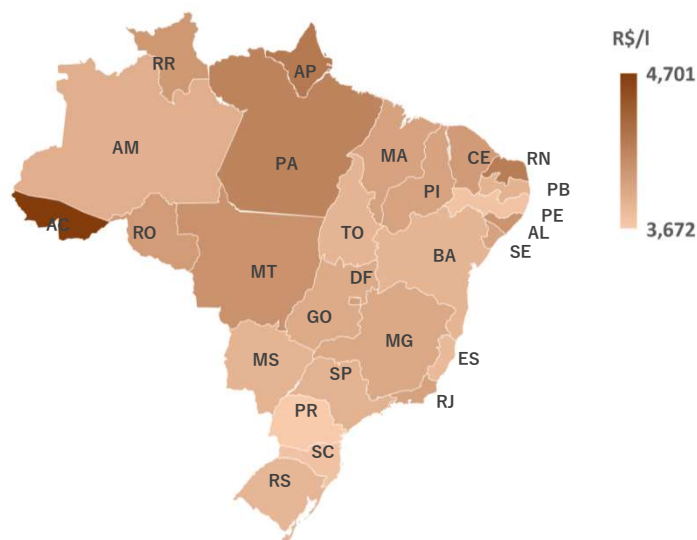 R$/l
4,701
3,672
RR
AP
AM
PA
MA
CE
RN
PI
PB
PE
AC
RO
TO
AL
MT
BA
SE
DF
GO
MG
MS
SP
ES
RJ
PR
SC
RS